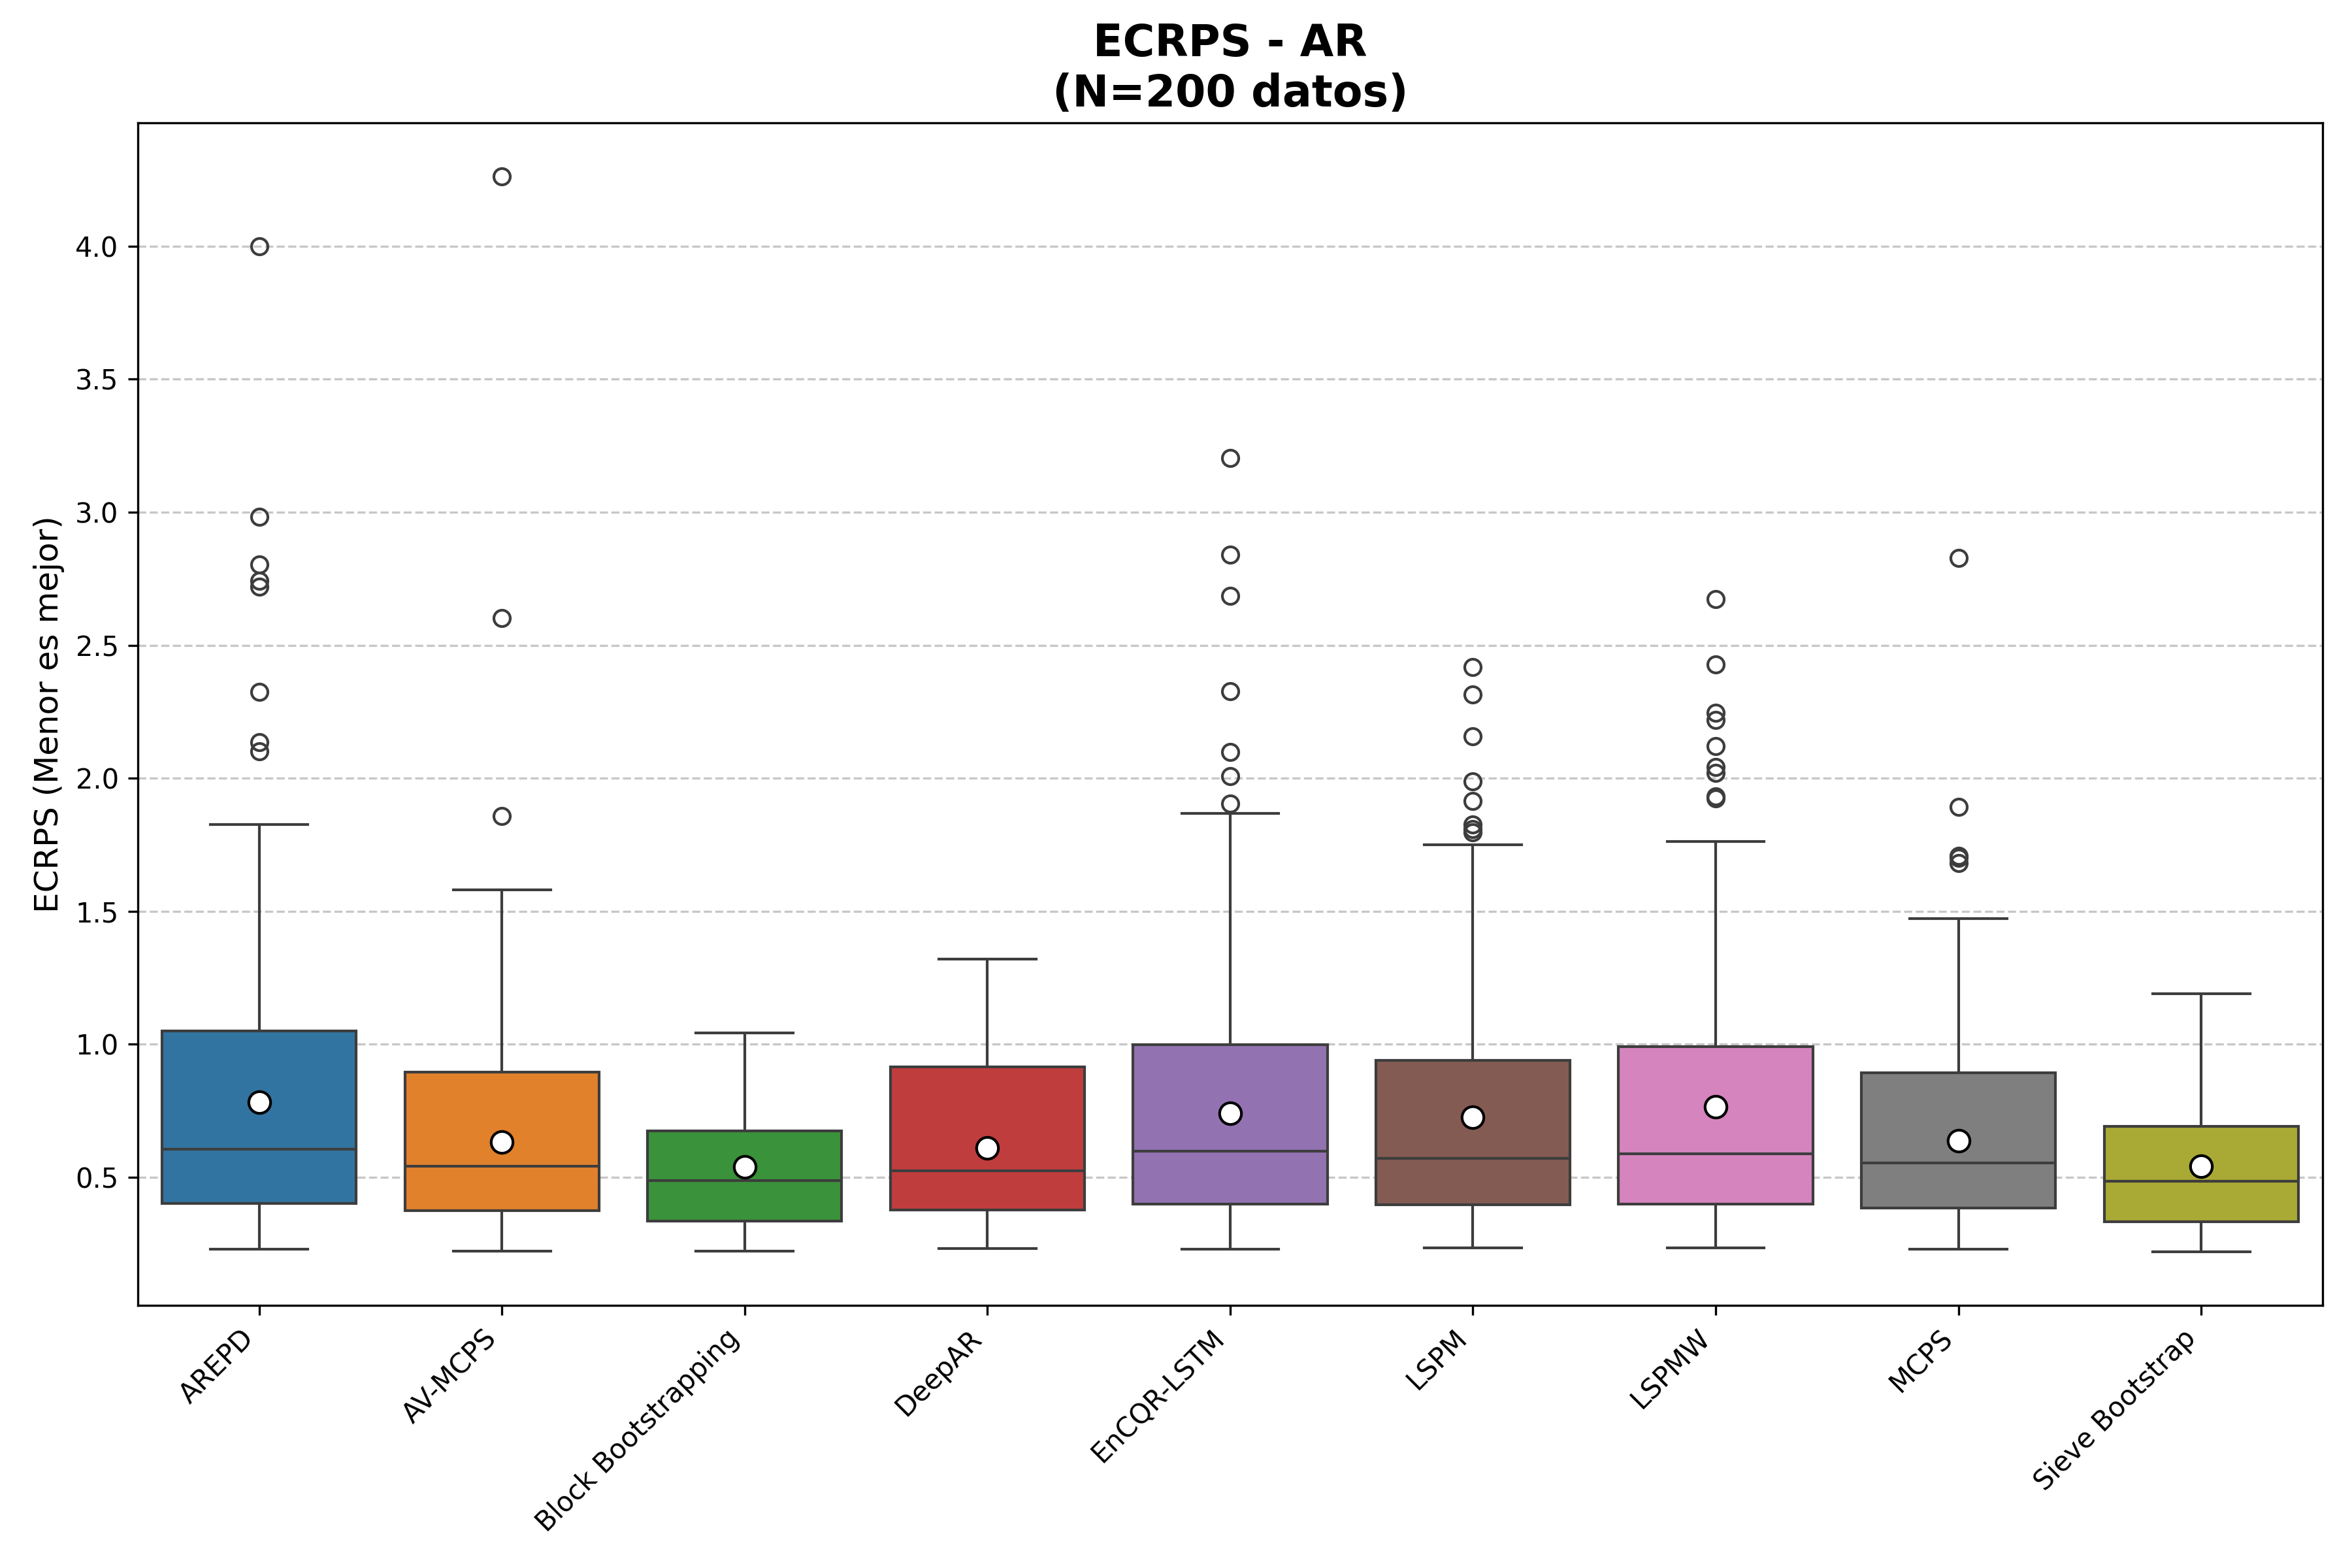 ECRPS - AR
(N=200 datos)
ECRPS (Menor es mejor)
4.0
3.5
3.0
2.5
2.0
1.5
1.0
0.5
AREPD
AV-MCPS
Block Bootstrapping
DeepAR
EnCQR-LSTM
LSPM
LSPMW
MCPS
Sieve Bootstrap